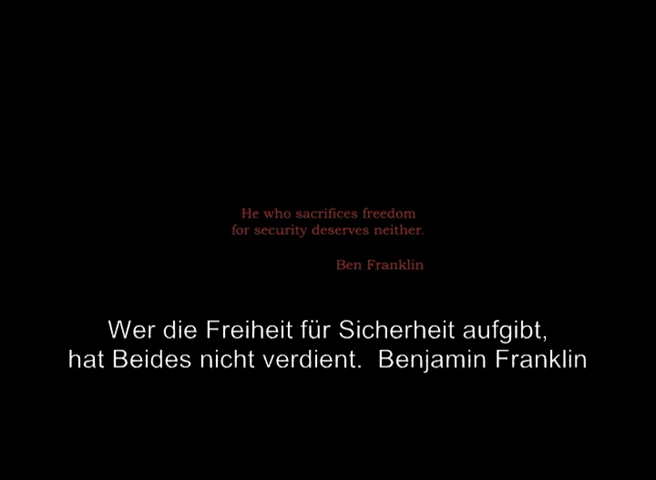 He who sacrifices freedom
for security deserves neither.
Ben Franklin
Wer die Freiheit für Sicherheit aufgibt,
hat Beides nicht verdient.  Benjamin Franklin